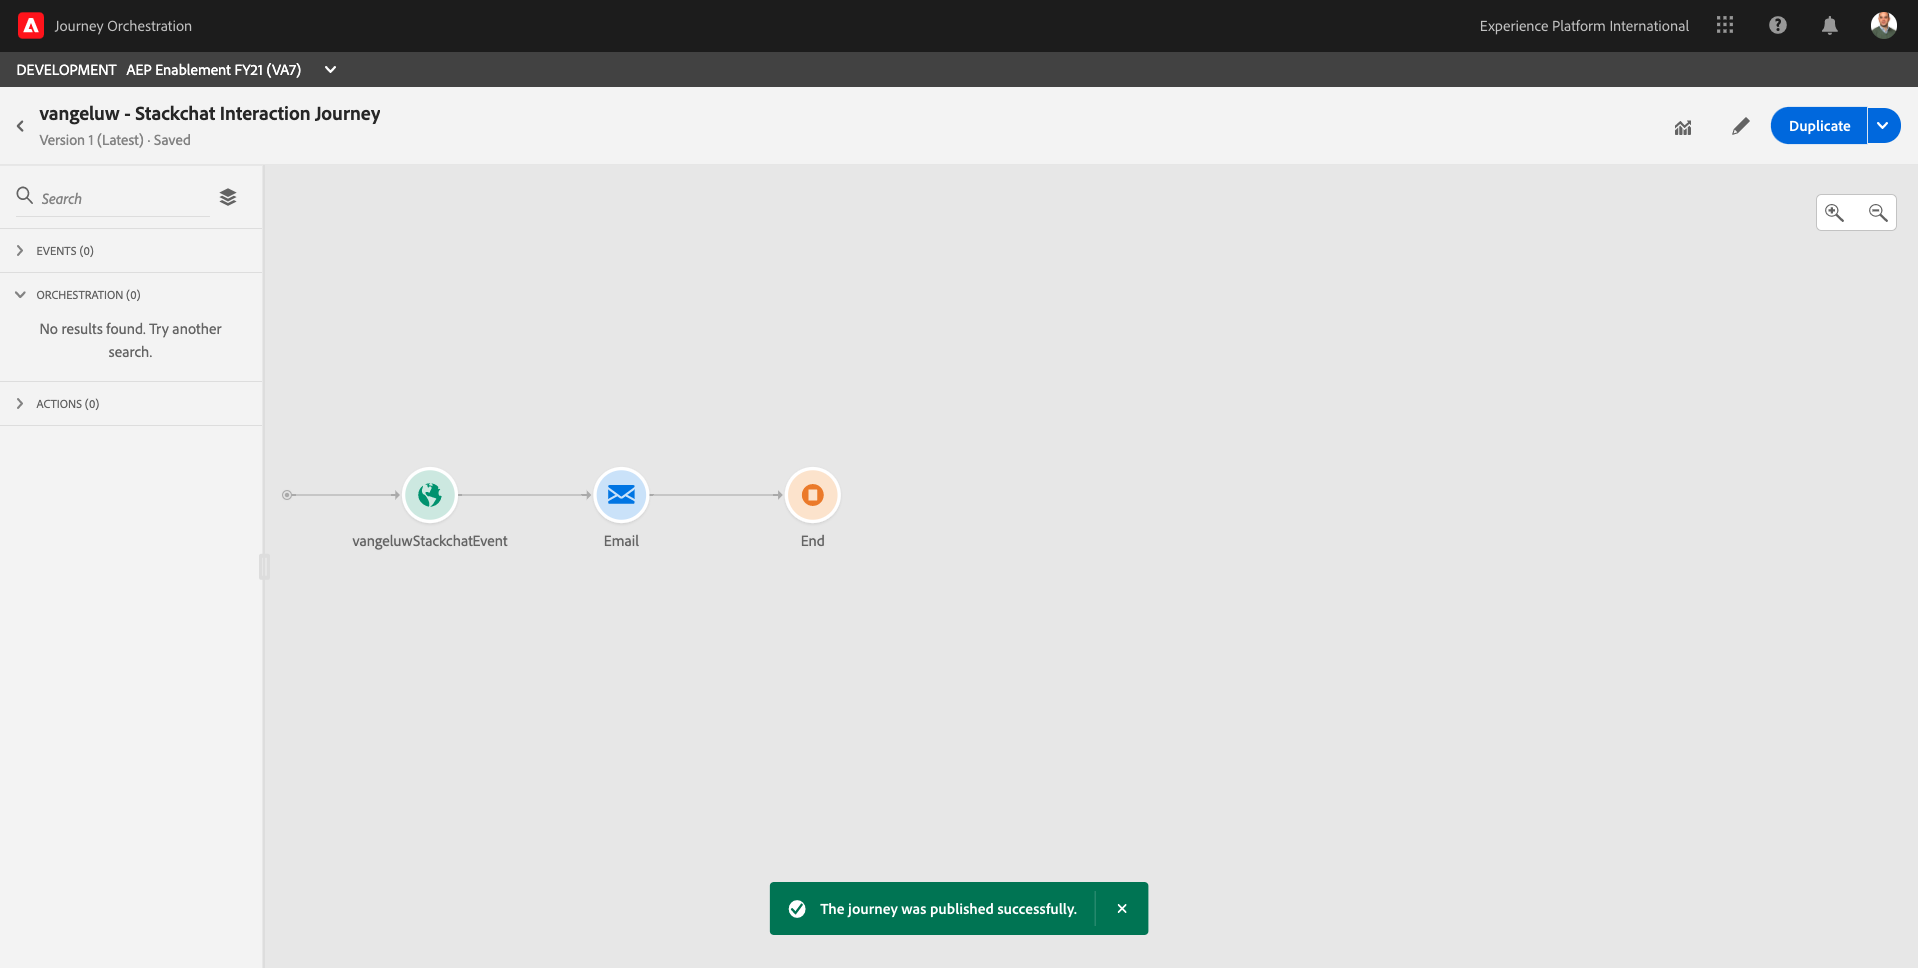 Journey Orchestration
Experience Platform International
DEVELOPMENT AEP Enablement FY21 (VA7)
vangeluw - Stackchat Interaction Journey
Version 1 (Latest) · Saved
Duplicate
Search
EVENTS (0)
ORCHESTRATION (0)
No results found. Try another
search.
ACTIONS (0)
vangeluwStackchatEvent
Email
End
The journey was published successfully.